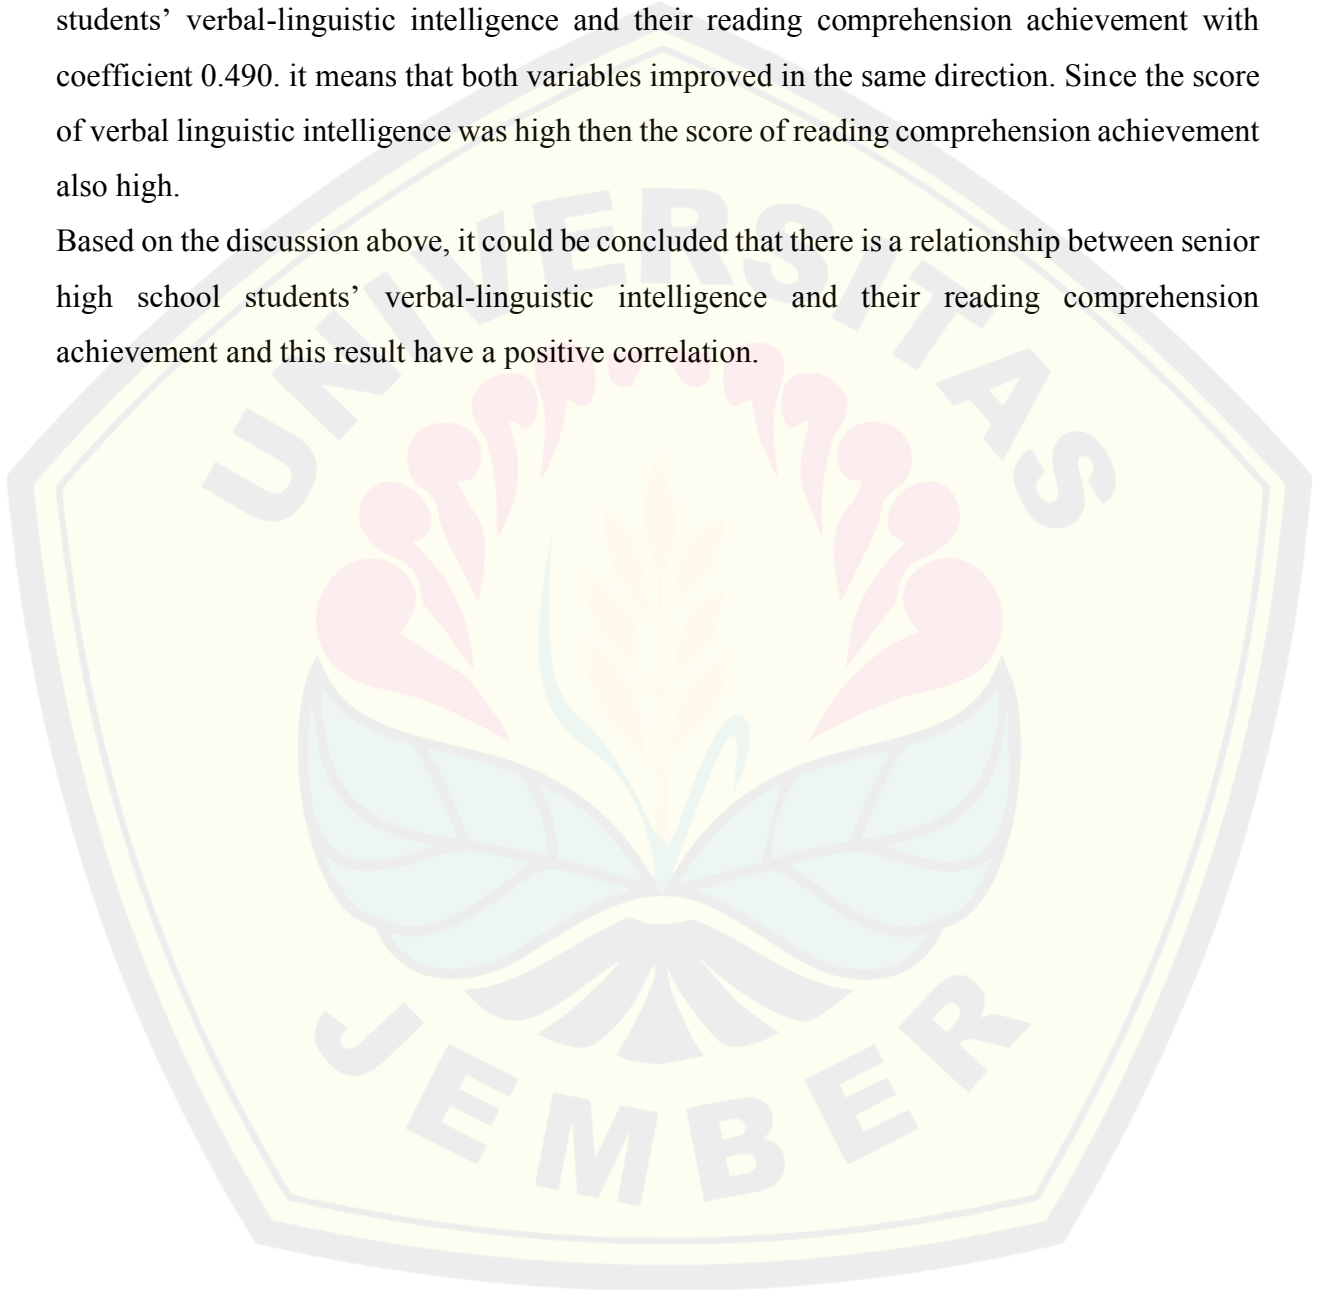 students’ verbal-linguistic intelligence and their reading comprehension achievement with
coefficient 0.490. it means that both variables improved in the same direction. Since the score
of verbal linguistic intelligence was high then the score of reading comprehension achievement
also high.
Based on the discussion above, it could be concluded that there is a relationship between senior
high school students’ verbal-linguistic intelligence and their reading comprehension
achievement and this result have a positive correlation.
UNIVERSITAS
JEMBER